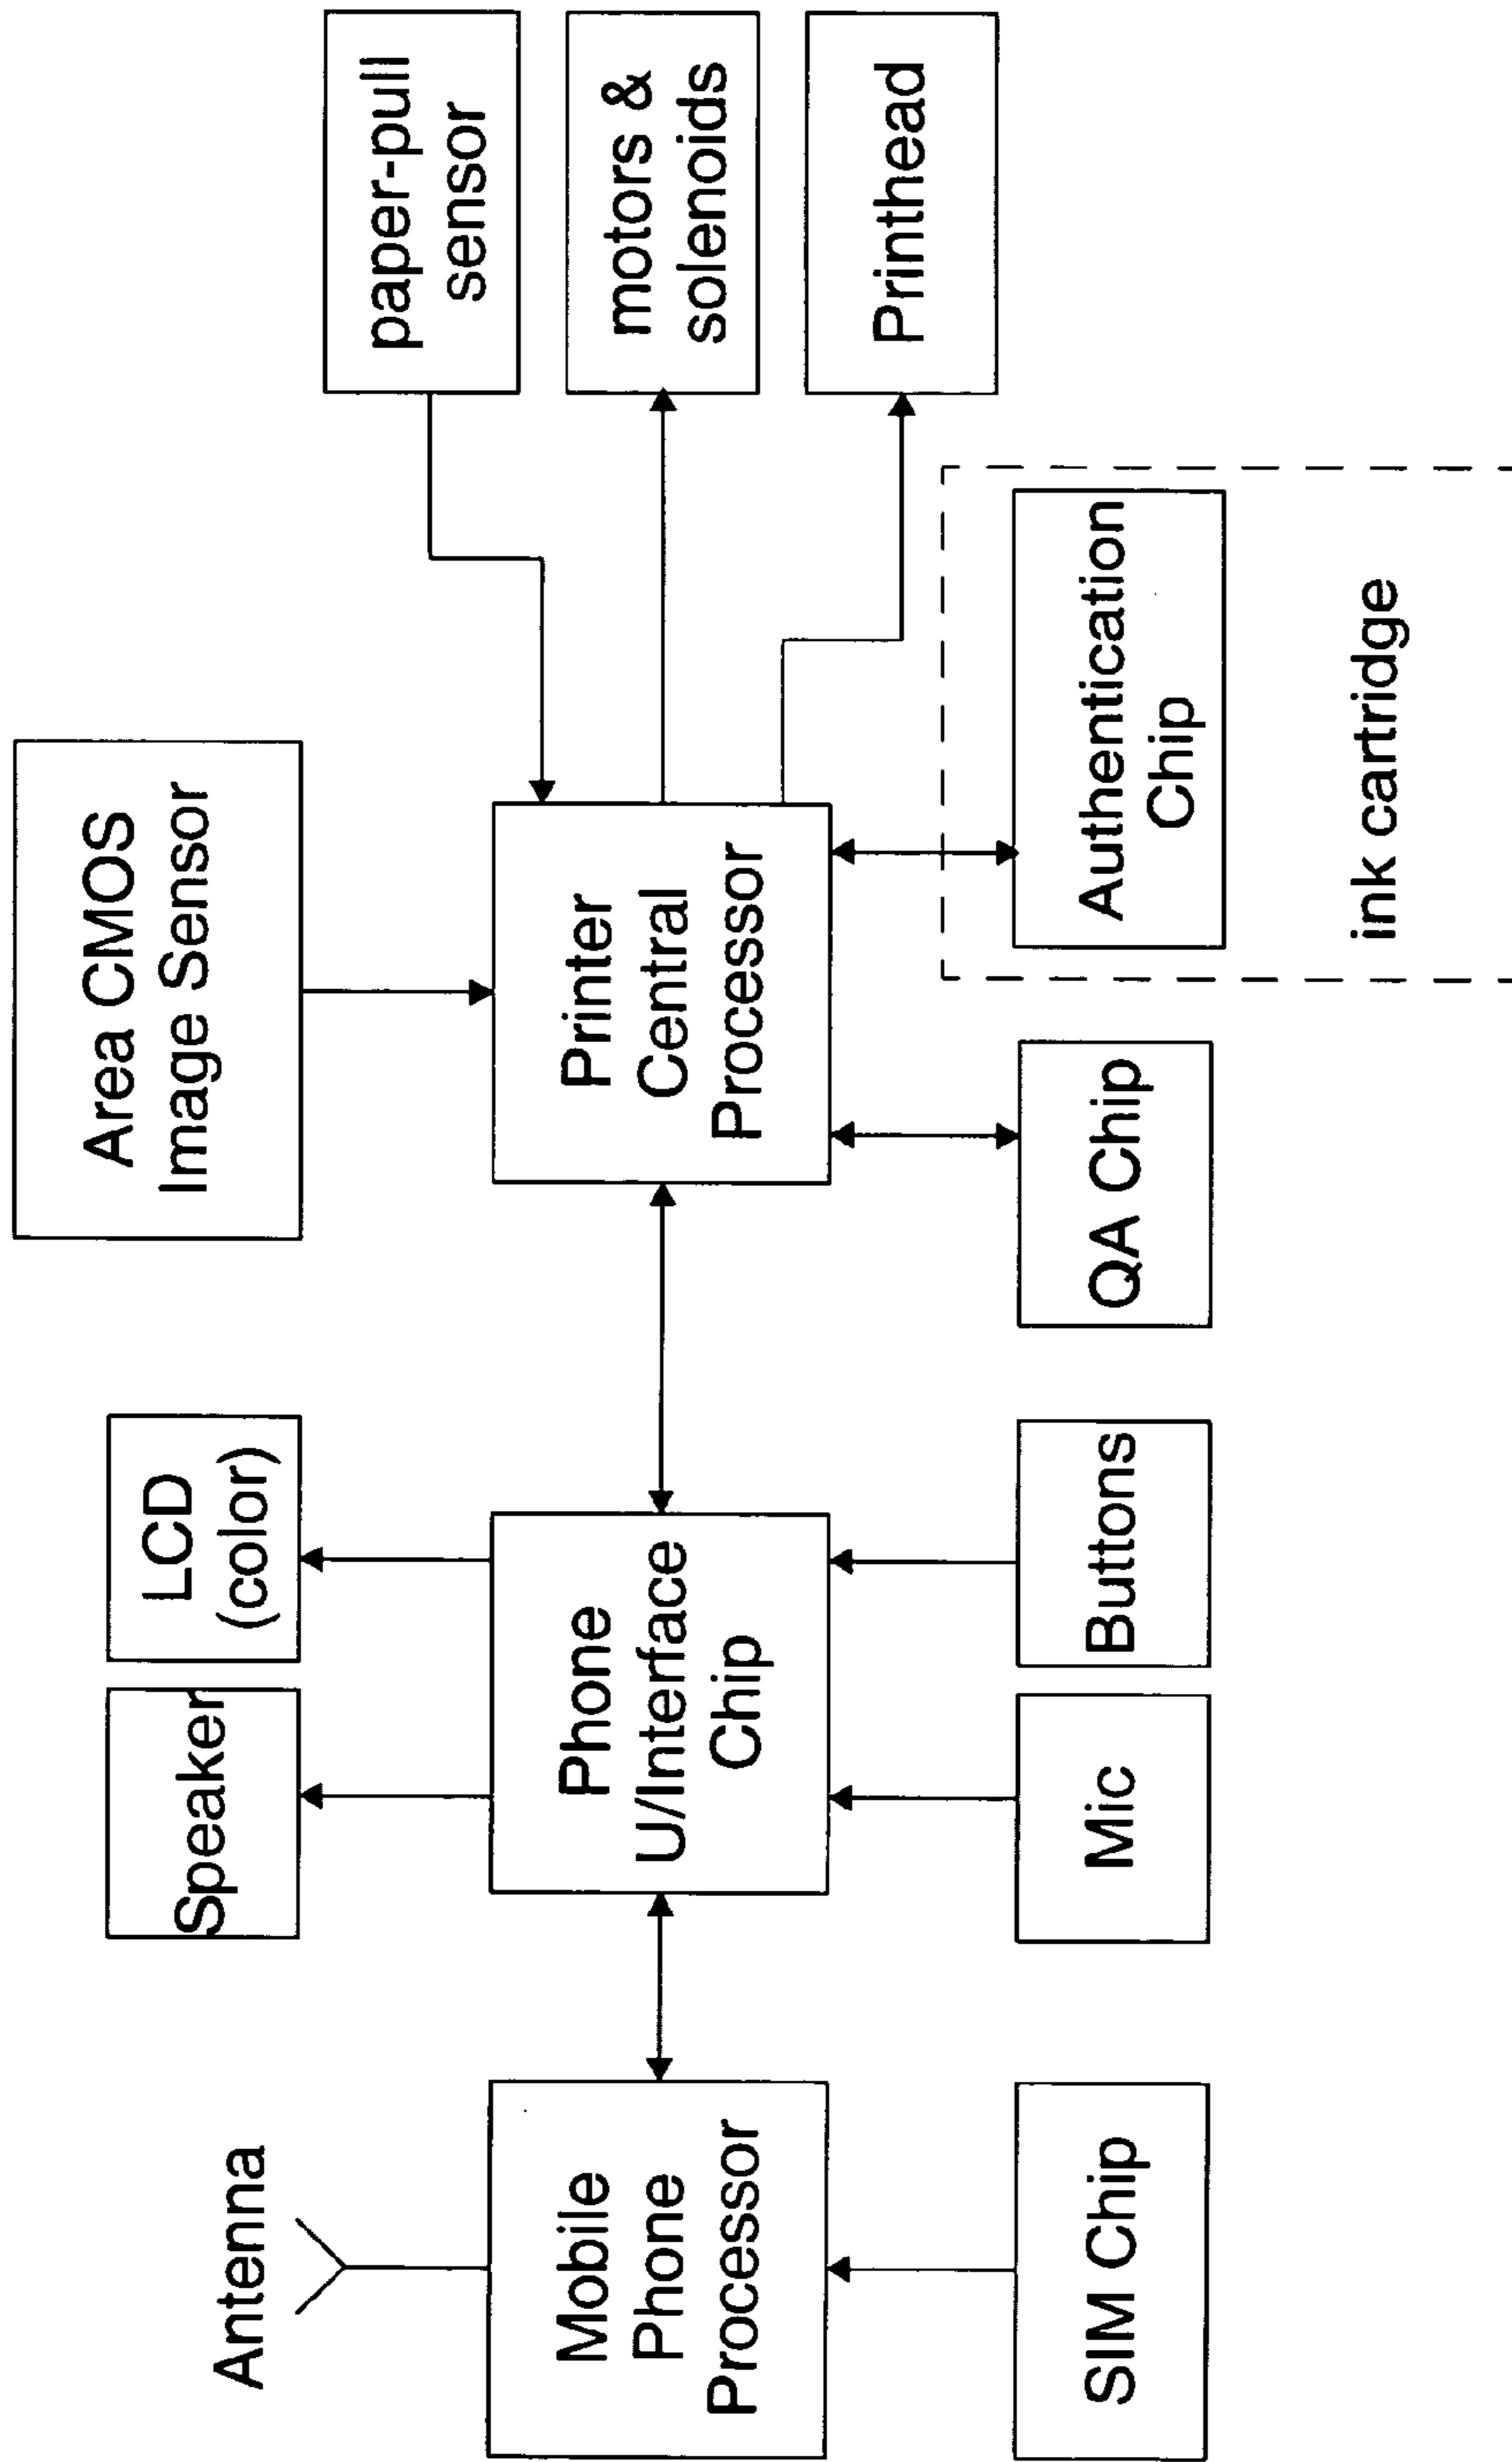 Antenna
Speaker
LCD
(color)
Area CMOS
Image Sensor
paper-pull
sensor
Mobile
Phone
Processor
Phone
U/Interface
Chip
Printer
Central
Processor
motors &
solenoids
Printhead
SIM Chip
Mic
Buttons
QA Chip
Authentication
Chip
ink cartridge